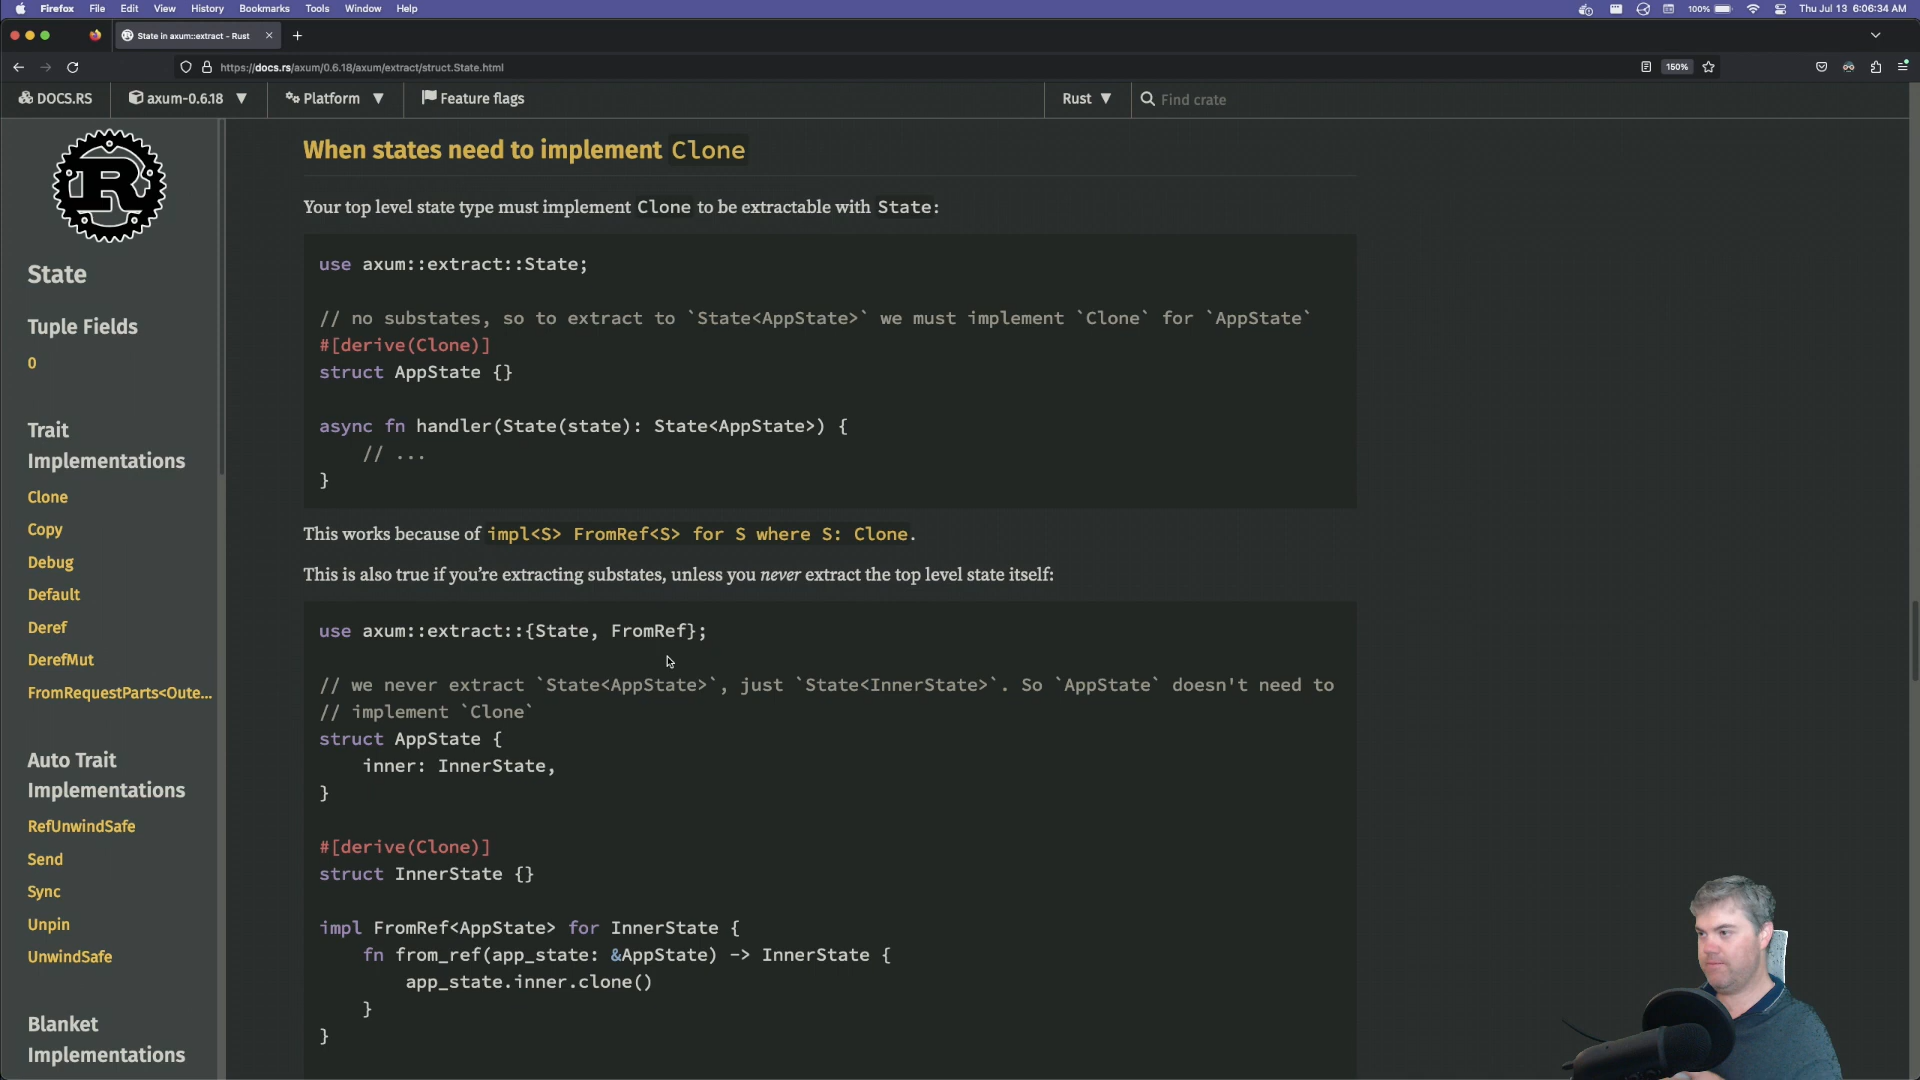 Firefox File Edit View History Bookmarks Tools Window Help
100% Thu Jul 13 6:06:34 AM
State in axum::extract - Rust
https://docs.rs/axum/0.6.18/axum/extract/struct.State.html
150%
DOCS.RS axum-0.6.18 Platform Feature flags Rust Find crate
State
Tuple Fields
0
Trait
Implementations
Clone
Copy
Debug
Default
Deref
DerefMut
FromRequestParts<Oute...
Auto Trait
Implementations
RefUnwindSafe
Send
Sync
Unpin
UnwindSafe
Blanket
Implementations
When states need to implement Clone
Your top level state type must implement Clone to be extractable with State:
use axum::extract::State;
// no substates, so to extract to `State<AppState>` we must implement `Clone` for `AppState`
#[derive(Clone)]
struct AppState {}
async fn handler(State(state): State<AppState>) {
// ...
}
This works because of impl<S> FromRef<S> for S where S: Clone.
This is also true if you’re extracting substates, unless you never extract the top level state itself:
use axum::extract::{State, FromRef};
// we never extract `State<AppState>`, just `State<InnerState>`. So `AppState` doesn't need to
// implement `Clone`
struct AppState {
inner: InnerState,
}
#[derive(Clone)]
struct InnerState {}
impl FromRef<AppState> for InnerState {
fn from_ref(app_state: &AppState) -> InnerState {
app_state.inner.clone()
}
}